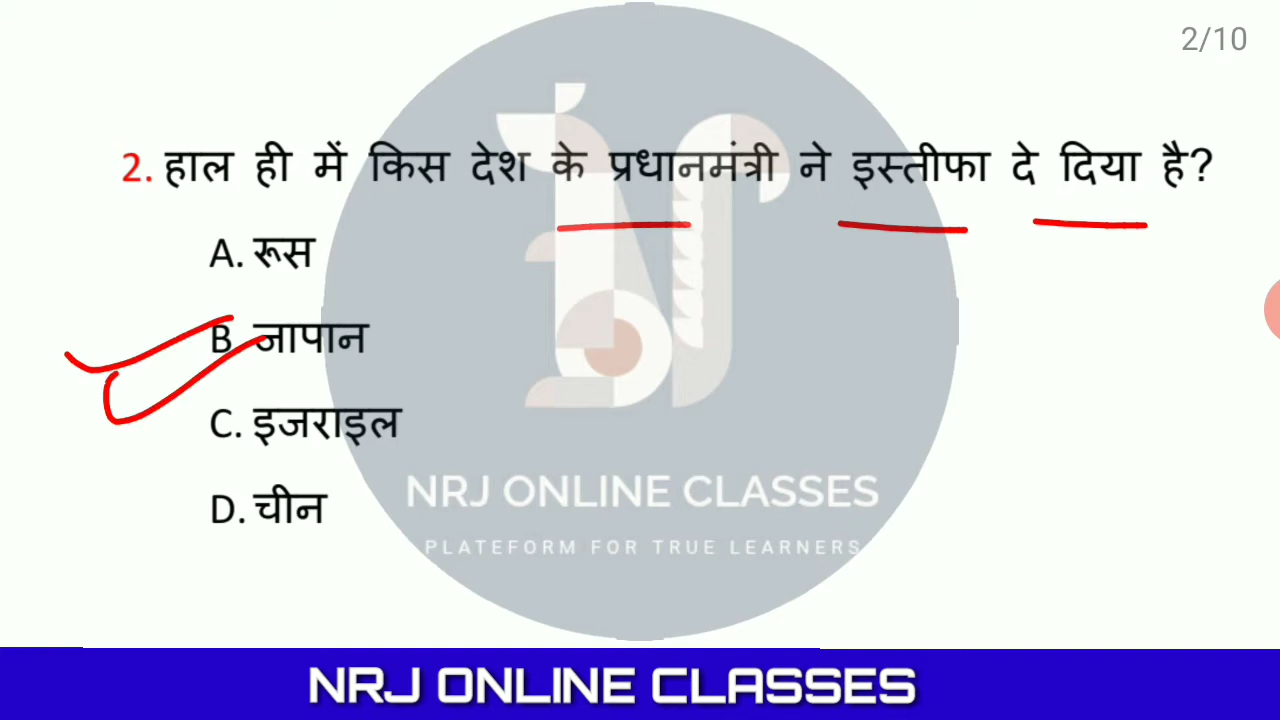 2/10
2. हाल ही में किस देश के प्रधानमंत्री ने इस्तीफा दे दिया है?
A. रूस
B. जापान
C. इजराइल
D. चीन
NRJ ONLINE CLASSES
PLATEFORM FOR TRUE LEARNERS
NRJ ONLINE CLASSES